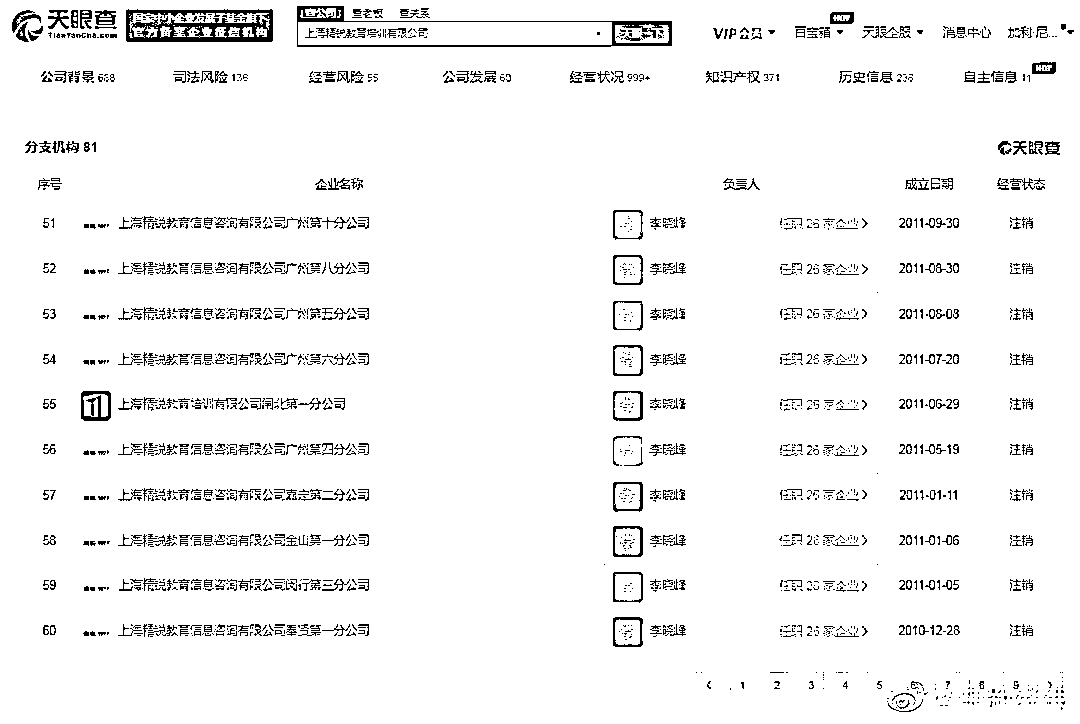 天眼查 TianYanCha.com 国家中小企业发展子基金旗下 官方备案企业征信机构
查公司 查老板 查关系
上海精锐教育培训有限公司 天眼一下
VIP会员 百宝箱 HOT 天眼企服 消息中心 加利·尼...
公司背景 司法风险 经营风险 公司发展 60 经营状况 999+ 知识产权 371 历史信息 自主信息 11 HOT
分支机构 81 天眼查
序号 企业名称 负责人 成立日期 经营状态
51 上海精锐教育信息咨询有限公司广州第十分公司 李晓峰 任职 26 家企业> 2011-09-30 注销
52 上海精锐教育信息咨询有限公司广州第八分公司 李晓峰 任职 26 家企业> 2011-08-30 注销
53 上海精锐教育信息咨询有限公司广州第五分公司 李晓峰 任职 26 家企业> 2011-08-08 注销
54 上海精锐教育信息咨询有限公司广州第六分公司 李晓峰 任职 26 家企业> 2011-07-20 注销
55 上海精锐教育培训有限公司闸北第一分公司 李晓峰 任职 26 家企业> 2011-06-29 注销
56 上海精锐教育信息咨询有限公司广州第四分公司 李晓峰 任职 26 家企业> 2011-05-19 注销
57 上海精锐教育信息咨询有限公司嘉定第二分公司 李晓峰 任职 26 家企业> 2011-01-11 注销
58 上海精锐教育信息咨询有限公司金山第一分公司 李晓峰 任职 26 家企业> 2011-01-06 注销
59 上海精锐教育信息咨询有限公司闵行第三分公司 李晓峰 任职 26 家企业> 2011-01-05 注销
60 上海精锐教育信息咨询有限公司奉贤第一分公司 李晓峰 任职 26 家企业> 2010-12-28 注销
< 1 2 3 4 5 6 7 8 9 >